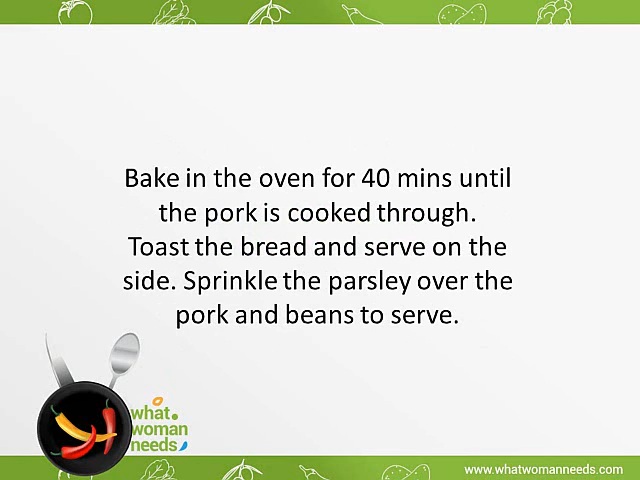 Bake in the oven for 40 mins until
the pork is cooked through.
Toast the bread and serve on the
side. Sprinkle the parsley over the
pork and beans to serve.
what
woman
needs
www.whatwomanneeds.com